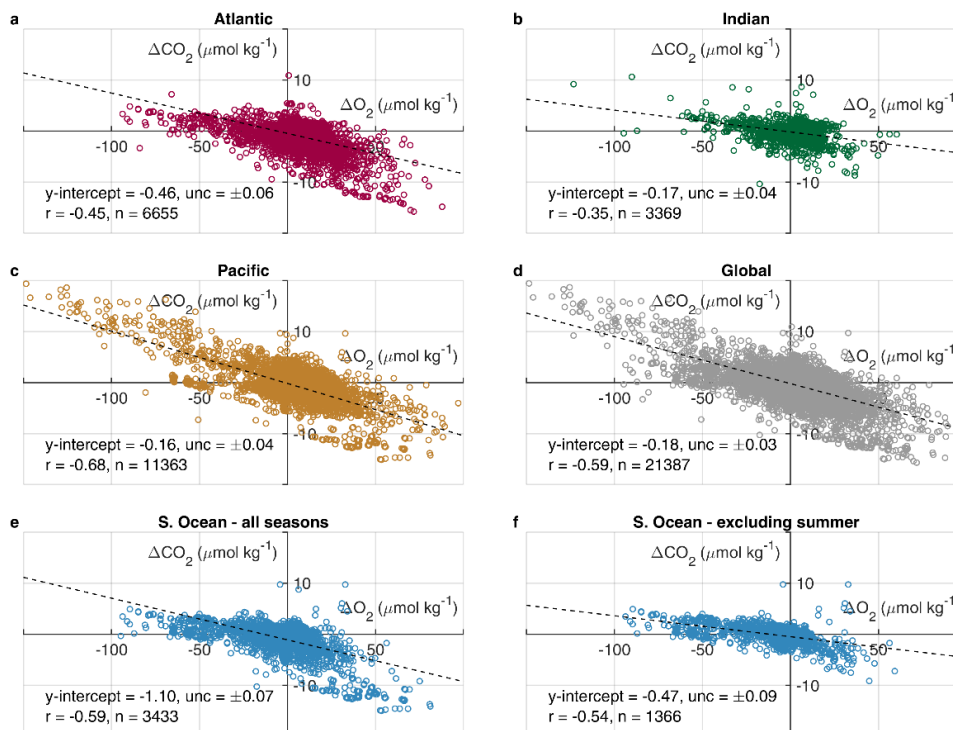 a
Atlantic
ΔCO2 (μmol kg-1)
10
ΔO2 (μmol kg-1)
-100
-50
50
-10
y-intercept = -0.46, unc = ±0.06
r = -0.45, n = 6655
b
Indian
ΔCO2 (μmol kg-1)
10
ΔO2 (μmol kg-1)
-100
-50
50
-10
y-intercept = -0.17, unc = ±0.04
r = -0.35, n = 3369
c
Pacific
ΔCO2 (μmol kg-1)
10
ΔO2 (μmol kg-1)
-100
-50
50
-10
y-intercept = -0.16, unc = ±0.04
r = -0.68, n = 11363
d
Global
ΔCO2 (μmol kg-1)
10
ΔO2 (μmol kg-1)
-100
-50
50
-10
y-intercept = -0.18, unc = ±0.03
r = -0.59, n = 21387
e
S. Ocean - all seasons
ΔCO2 (μmol kg-1)
10
ΔO2 (μmol kg-1)
-100
-50
50
-10
y-intercept = -1.10, unc = ±0.07
r = -0.59, n = 3433
f
S. Ocean - excluding summer
ΔCO2 (μmol kg-1)
10
ΔO2 (μmol kg-1)
-100
-50
50
-10
y-intercept = -0.47, unc = ±0.09
r = -0.54, n = 1366